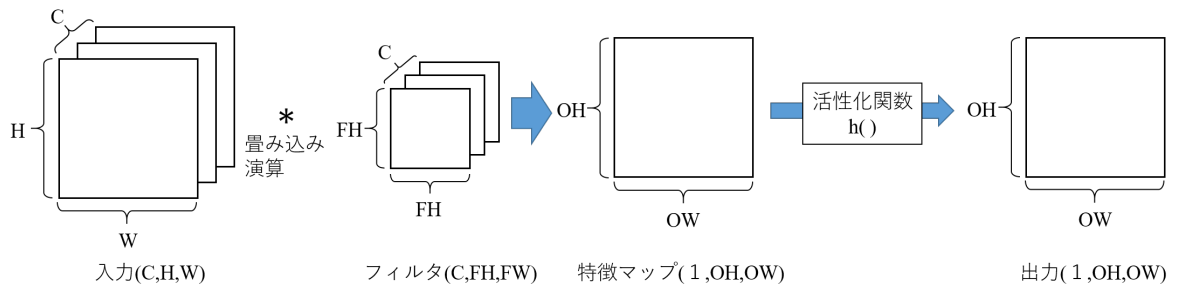 C
H
W
入力(C,H,W)
*
畳み込み
演算
C
FH
FH
フィルタ(C,FH,FW)
OH
OW
特徴マップ(１,OH,OW)
活性化関数
h( )
OH
OW
出力(１,OH,OW)